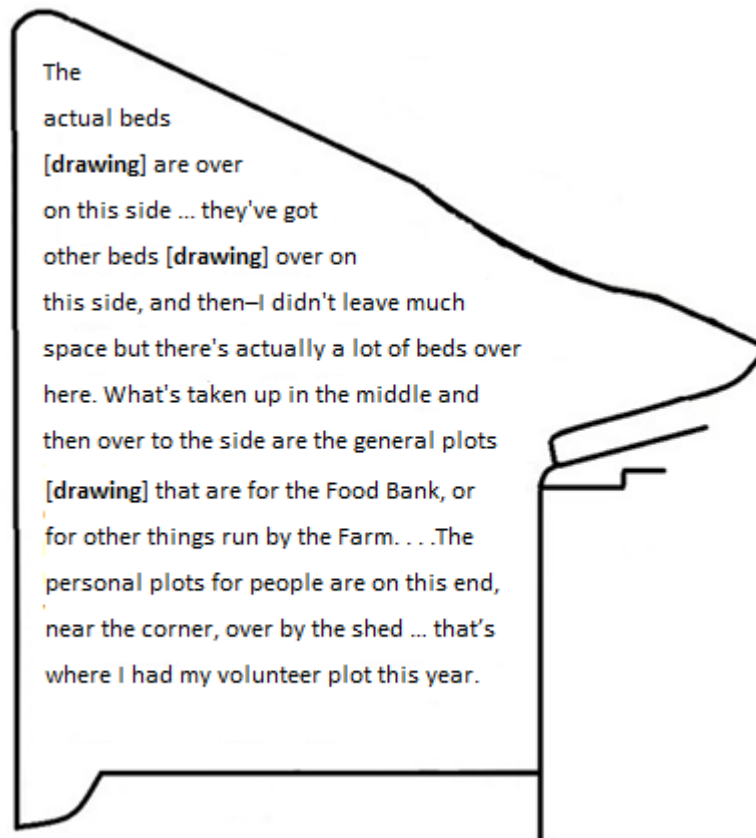 The
actual beds
[drawing] are over
on this side ... they've got
other beds [drawing] over on
this side, and then–I didn't leave much
space but there's actually a lot of beds over
here. What's taken up in the middle and
then over to the side are the general plots
[drawing] that are for the Food Bank, or
for other things run by the Farm. . . .The
personal plots for people are on this end,
near the corner, over by the shed ... that’s
where I had my volunteer plot this year.